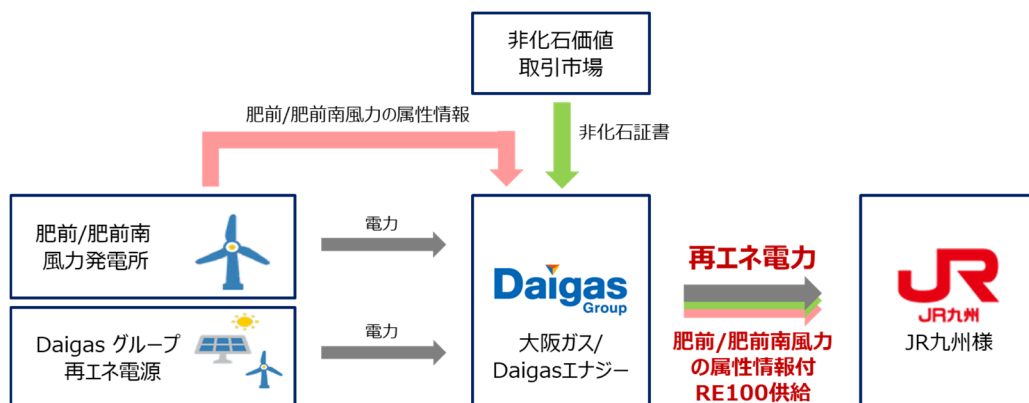 非化石価値
取引市場
肥前/肥前南風力の属性情報
非化石証書
肥前/肥前南
風力発電所
電力
Daigas グループ
再エネ電源
電力
Daigas
Group
大阪ガス/
Daigasエナジー
再エネ電力
肥前/肥前南風力
の属性情報付
RE100供給
JR
JR九州
JR九州様